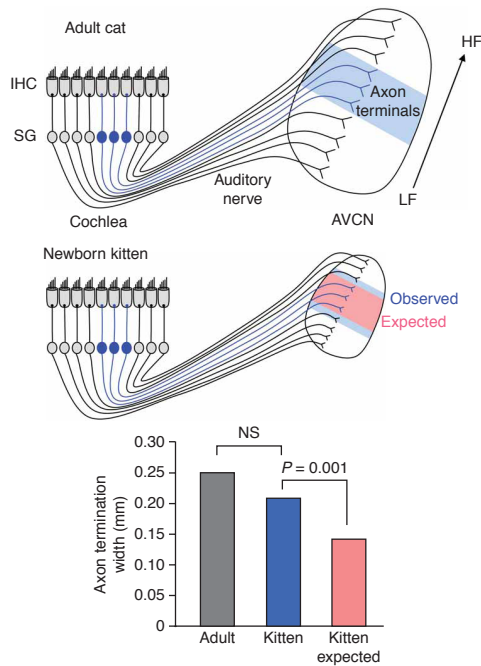 Adult cat
HF
IHC
Axon
terminals
SG
LF
Auditory
nerve
Cochlea
AVCN
Newborn kitten
Observed
Expected
NS
P = 0.001
Axon termination
width (mm)
0.30
0.25
0.20
0.15
0.10
0.05
0
Adult
Kitten
Kitten
expected